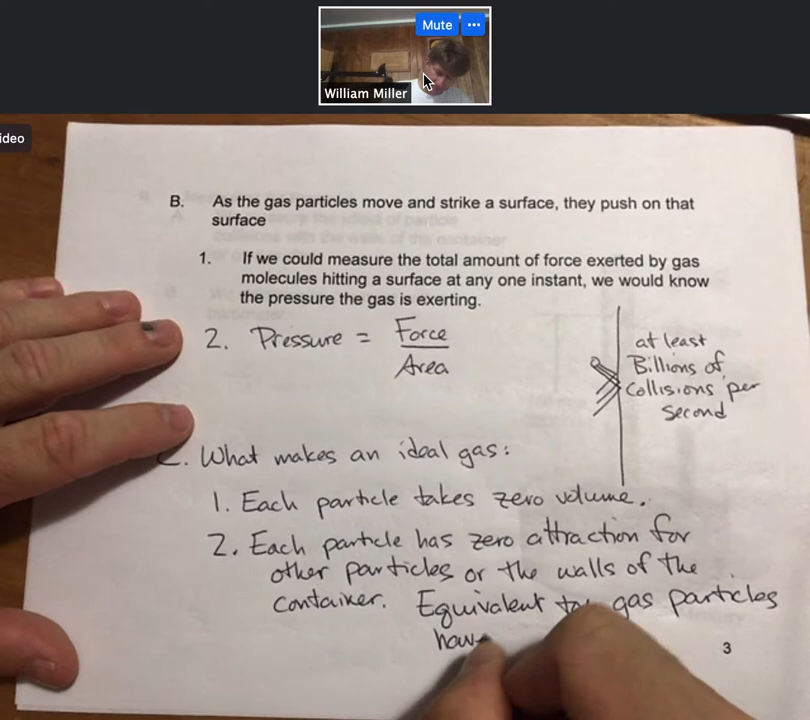 Mute
William Miller
ideo
B. As the gas particles move and strike a surface, they push on that
surface
1. If we could measure the total amount of force exerted by gas
molecules hitting a surface at any one instant, we would know
the pressure the gas is exerting.
2. Pressure = Force
Area
at least
Billions of
Collisions per
second
C. What makes an ideal gas:
1. Each particle takes zero volume.
2. Each particle has zero attraction for
other particles or the walls of the
container. Equivalent to gas particles
have
3